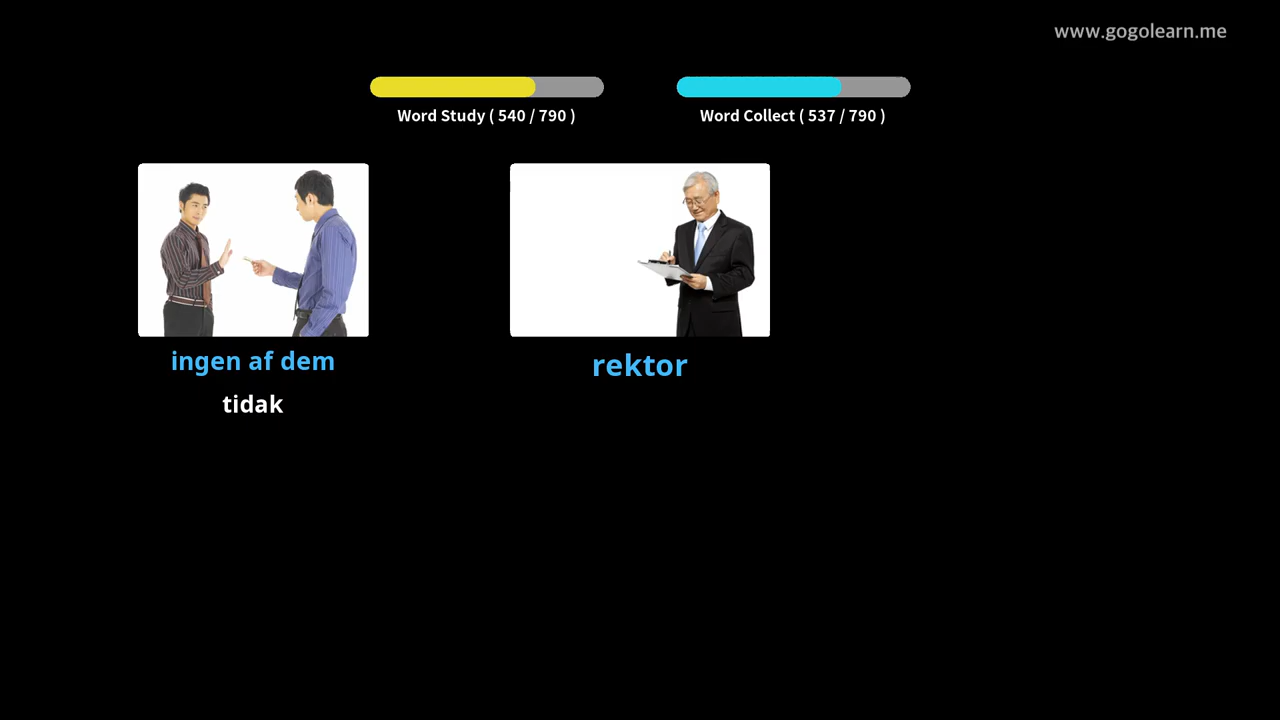 www.gogolearn.me
Word Study ( 540 / 790 )
Word Collect ( 537 / 790 )
ingen af dem
tidak
rektor